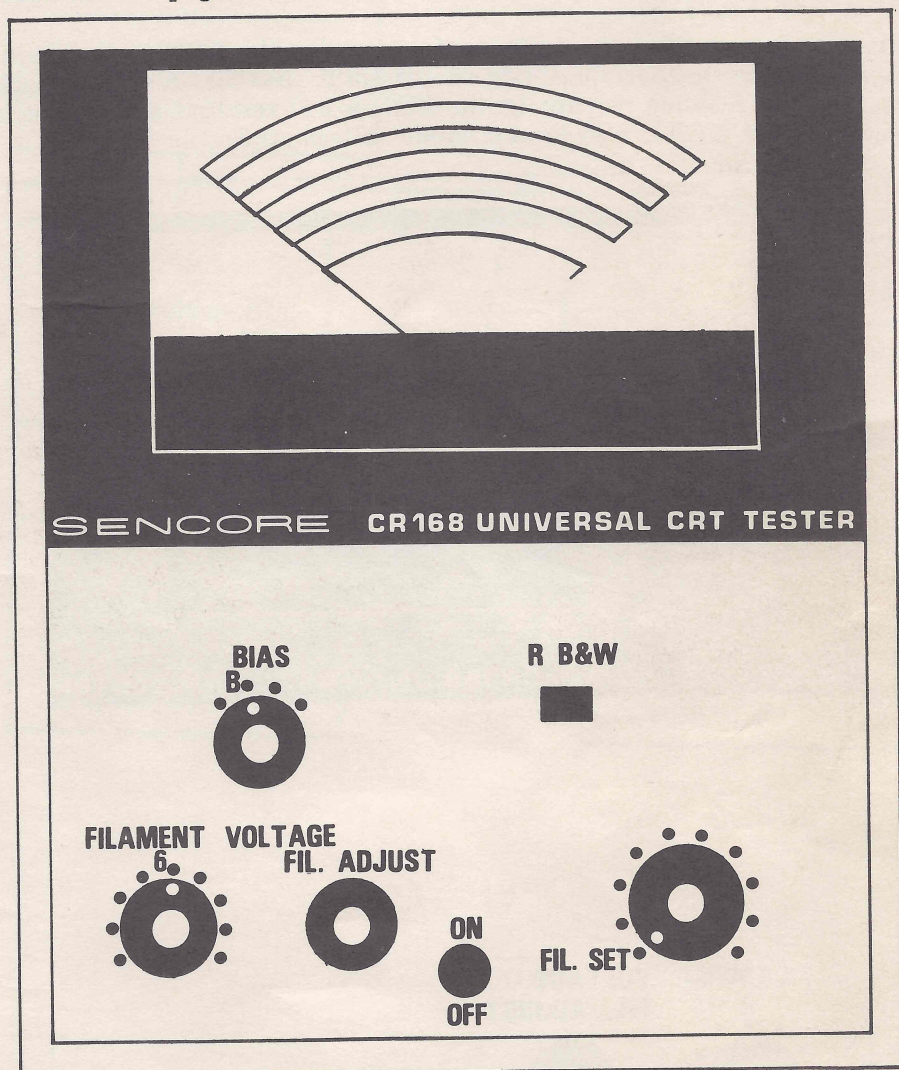 SENCORE CR168 UNIVERSAL CRT TESTER
BIAS
B
R B&W
FILAMENT VOLTAGE
6
FIL. ADJUST
ON
OFF
FIL. SET